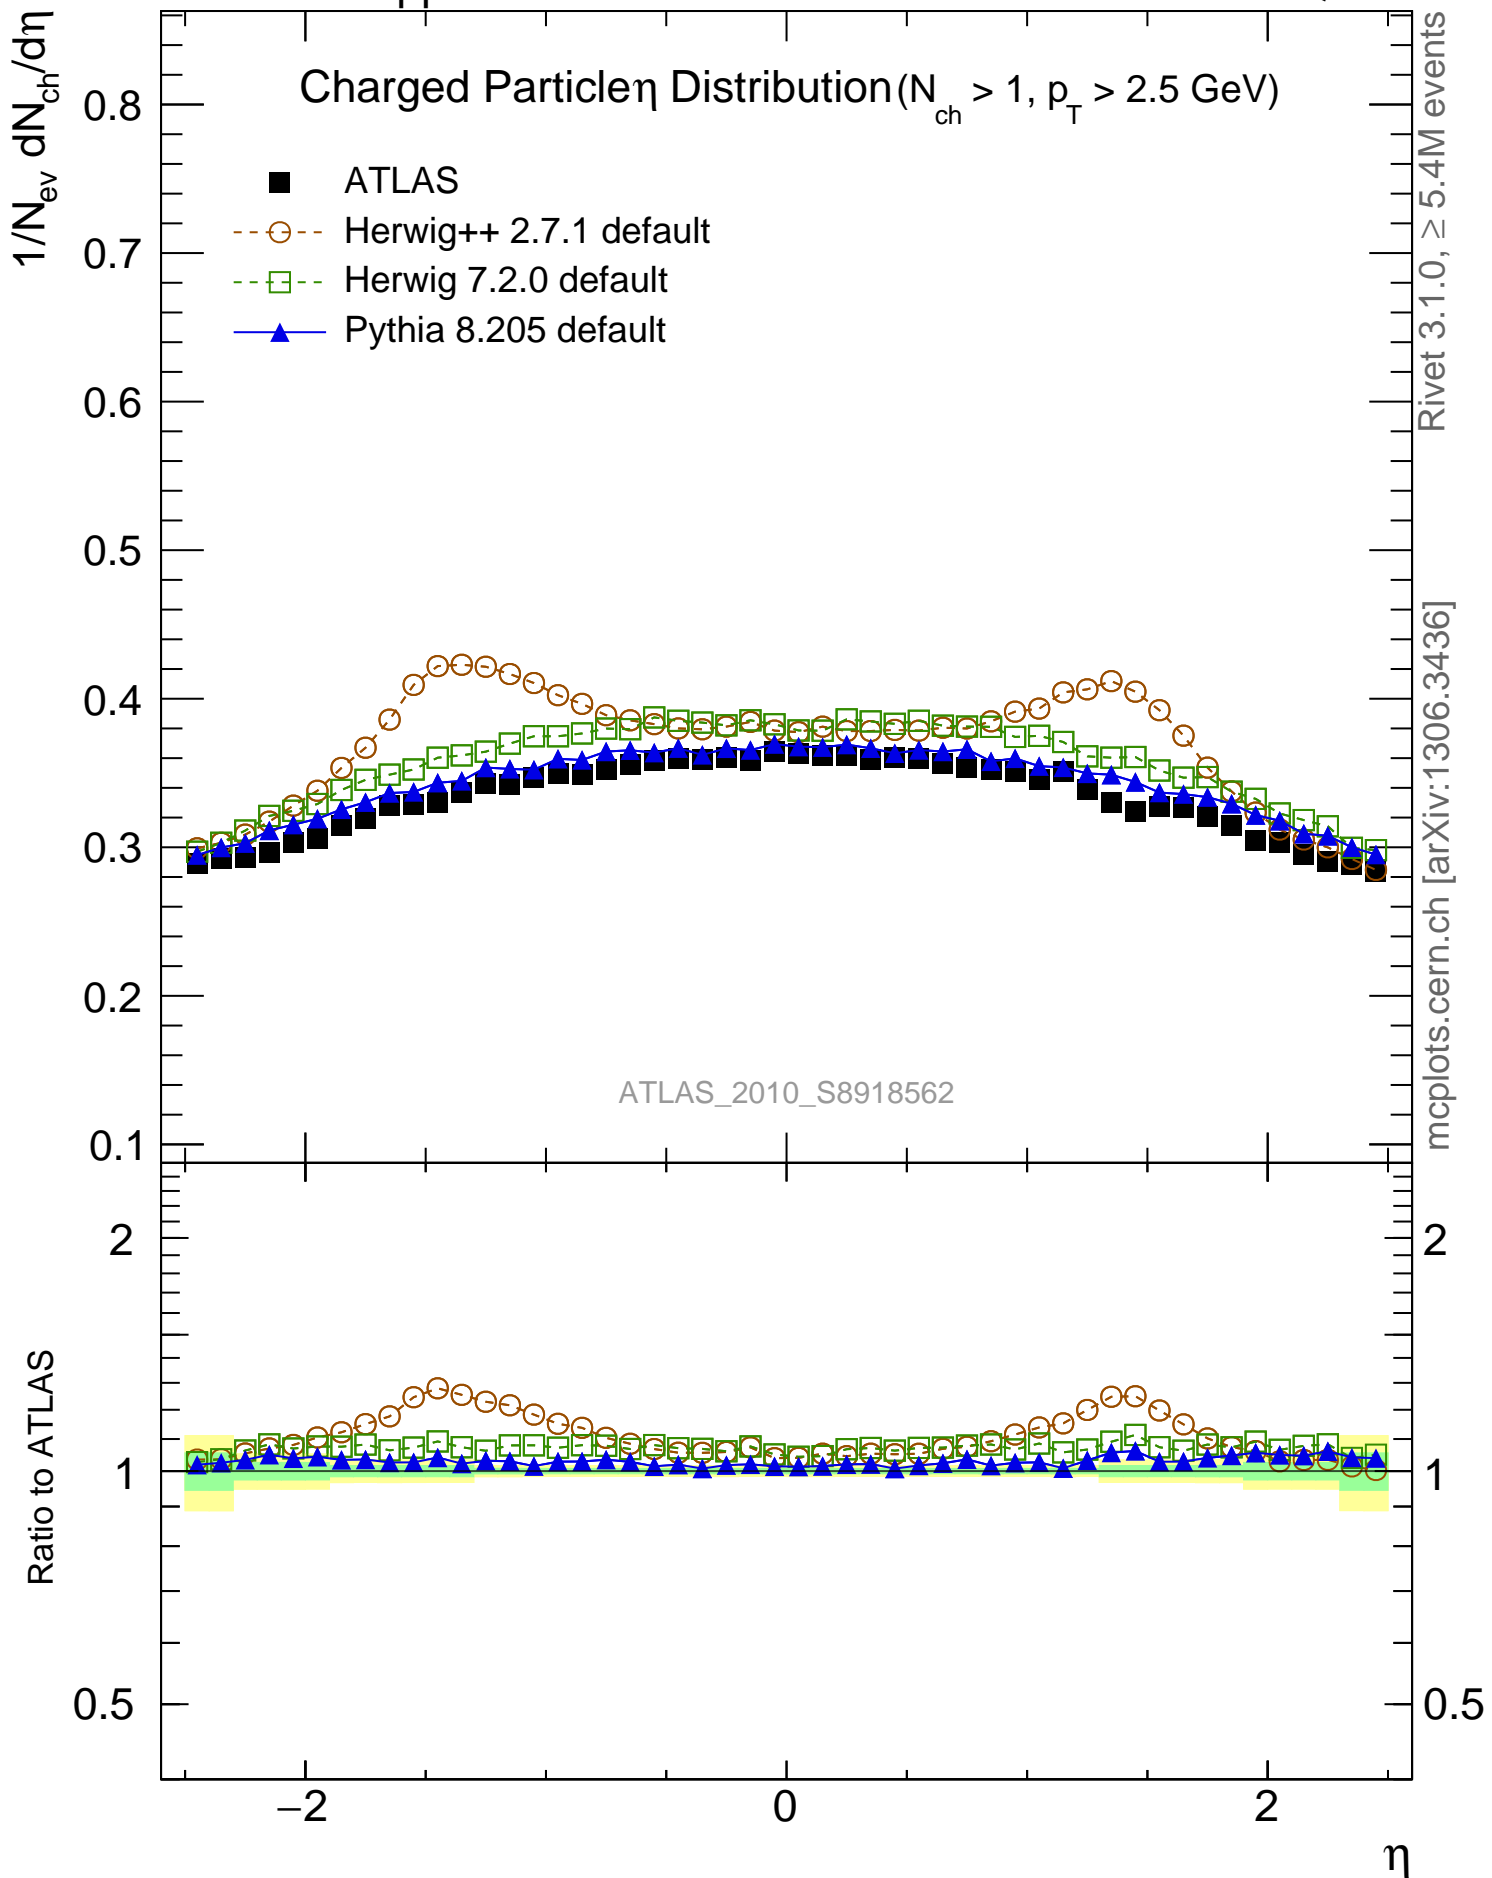 1/N_ev dN_ch/dη
Charged Particleη Distribution (N_ch > 1, p_T > 2.5 GeV)
ATLAS
Herwig++ 2.7.1 default
Herwig 7.2.0 default
Pythia 8.205 default
0.8
0.7
0.6
0.5
0.4
0.3
0.2
0.1
ATLAS_2010_S8918562
Rivet 3.1.0, ≥ 5.4M events
mcplots.cern.ch [arXiv:1306.3436]
Ratio to ATLAS
2
1
0.5
2
1
0.5
−2
0
2
η